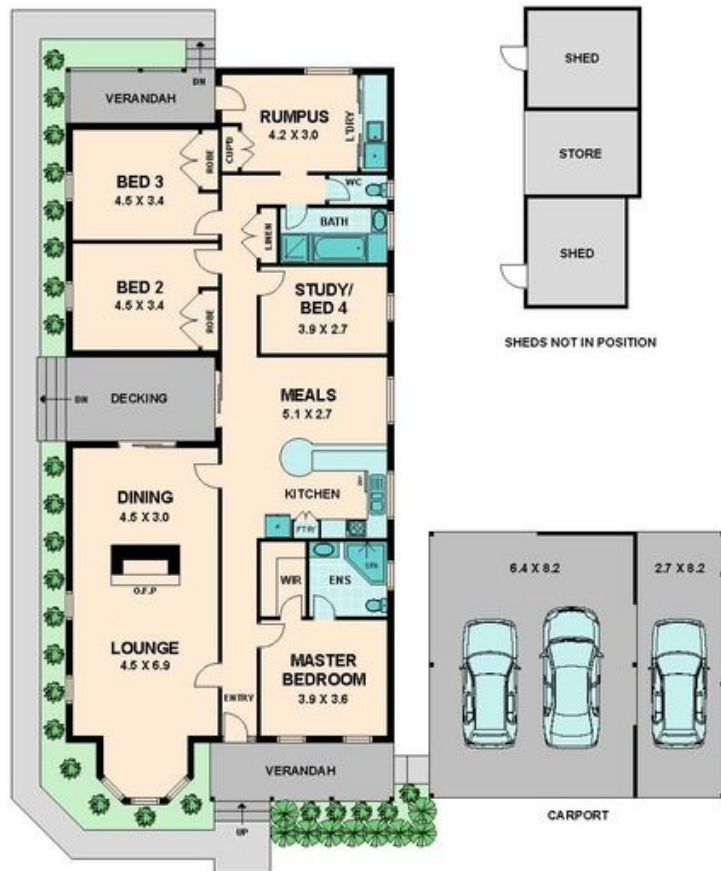 DN
VERANDAH
RUMPUS
4.2 X 3.0
L'DRY
CUP'D
ROBE
BED 3
4.5 X 3.4
WC
BATH
LINEN
BED 2
4.5 X 3.4
ROBE
STUDY/
BED 4
3.9 X 2.7
DN
DECKING
MEALS
5.1 X 2.7
KITCHEN
DINING
4.5 X 3.0
O.F.P
WIR
ENS
SPA
LOUNGE
4.5 X 6.9
MASTER
BEDROOM
3.9 X 3.6
ENTRY
VERANDAH
UP
SHED
STORE
SHED
SHEDS NOT IN POSITION
6.4 X 8.2
2.7 X 8.2
CARPORT